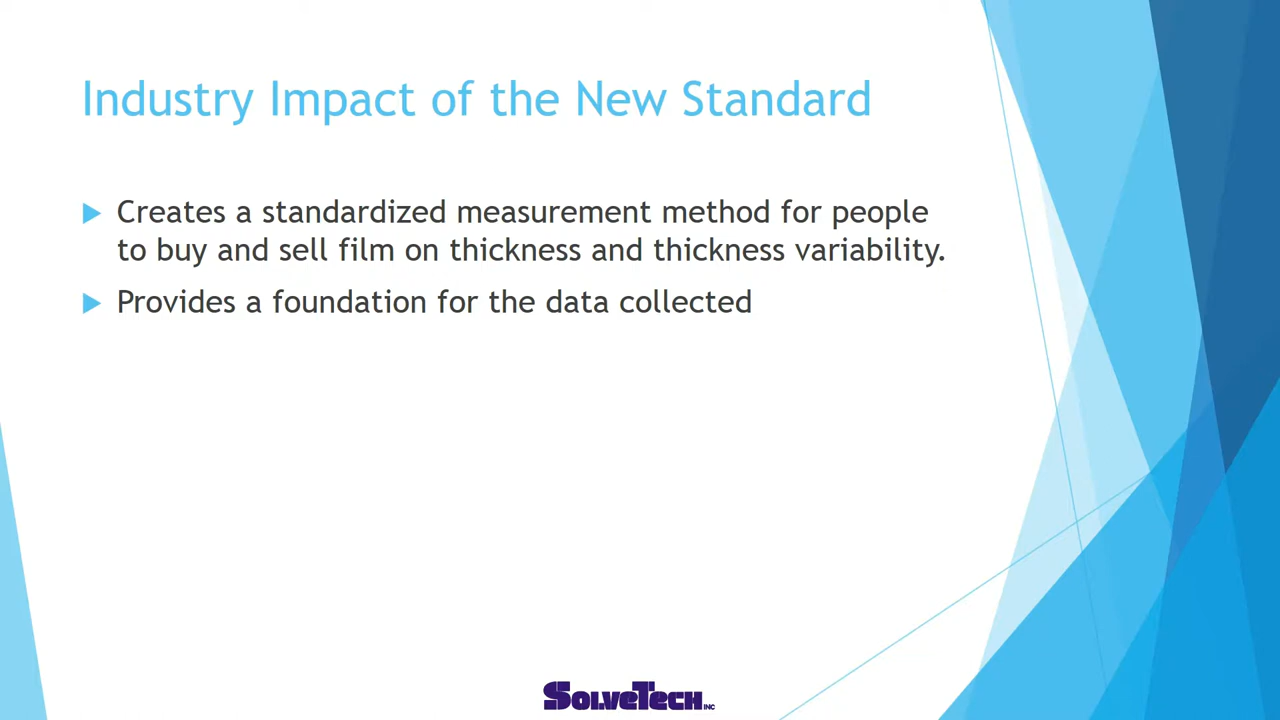 Industry Impact of the New Standard
Creates a standardized measurement method for people
to buy and sell film on thickness and thickness variability.
Provides a foundation for the data collected
SOLVETECH INC